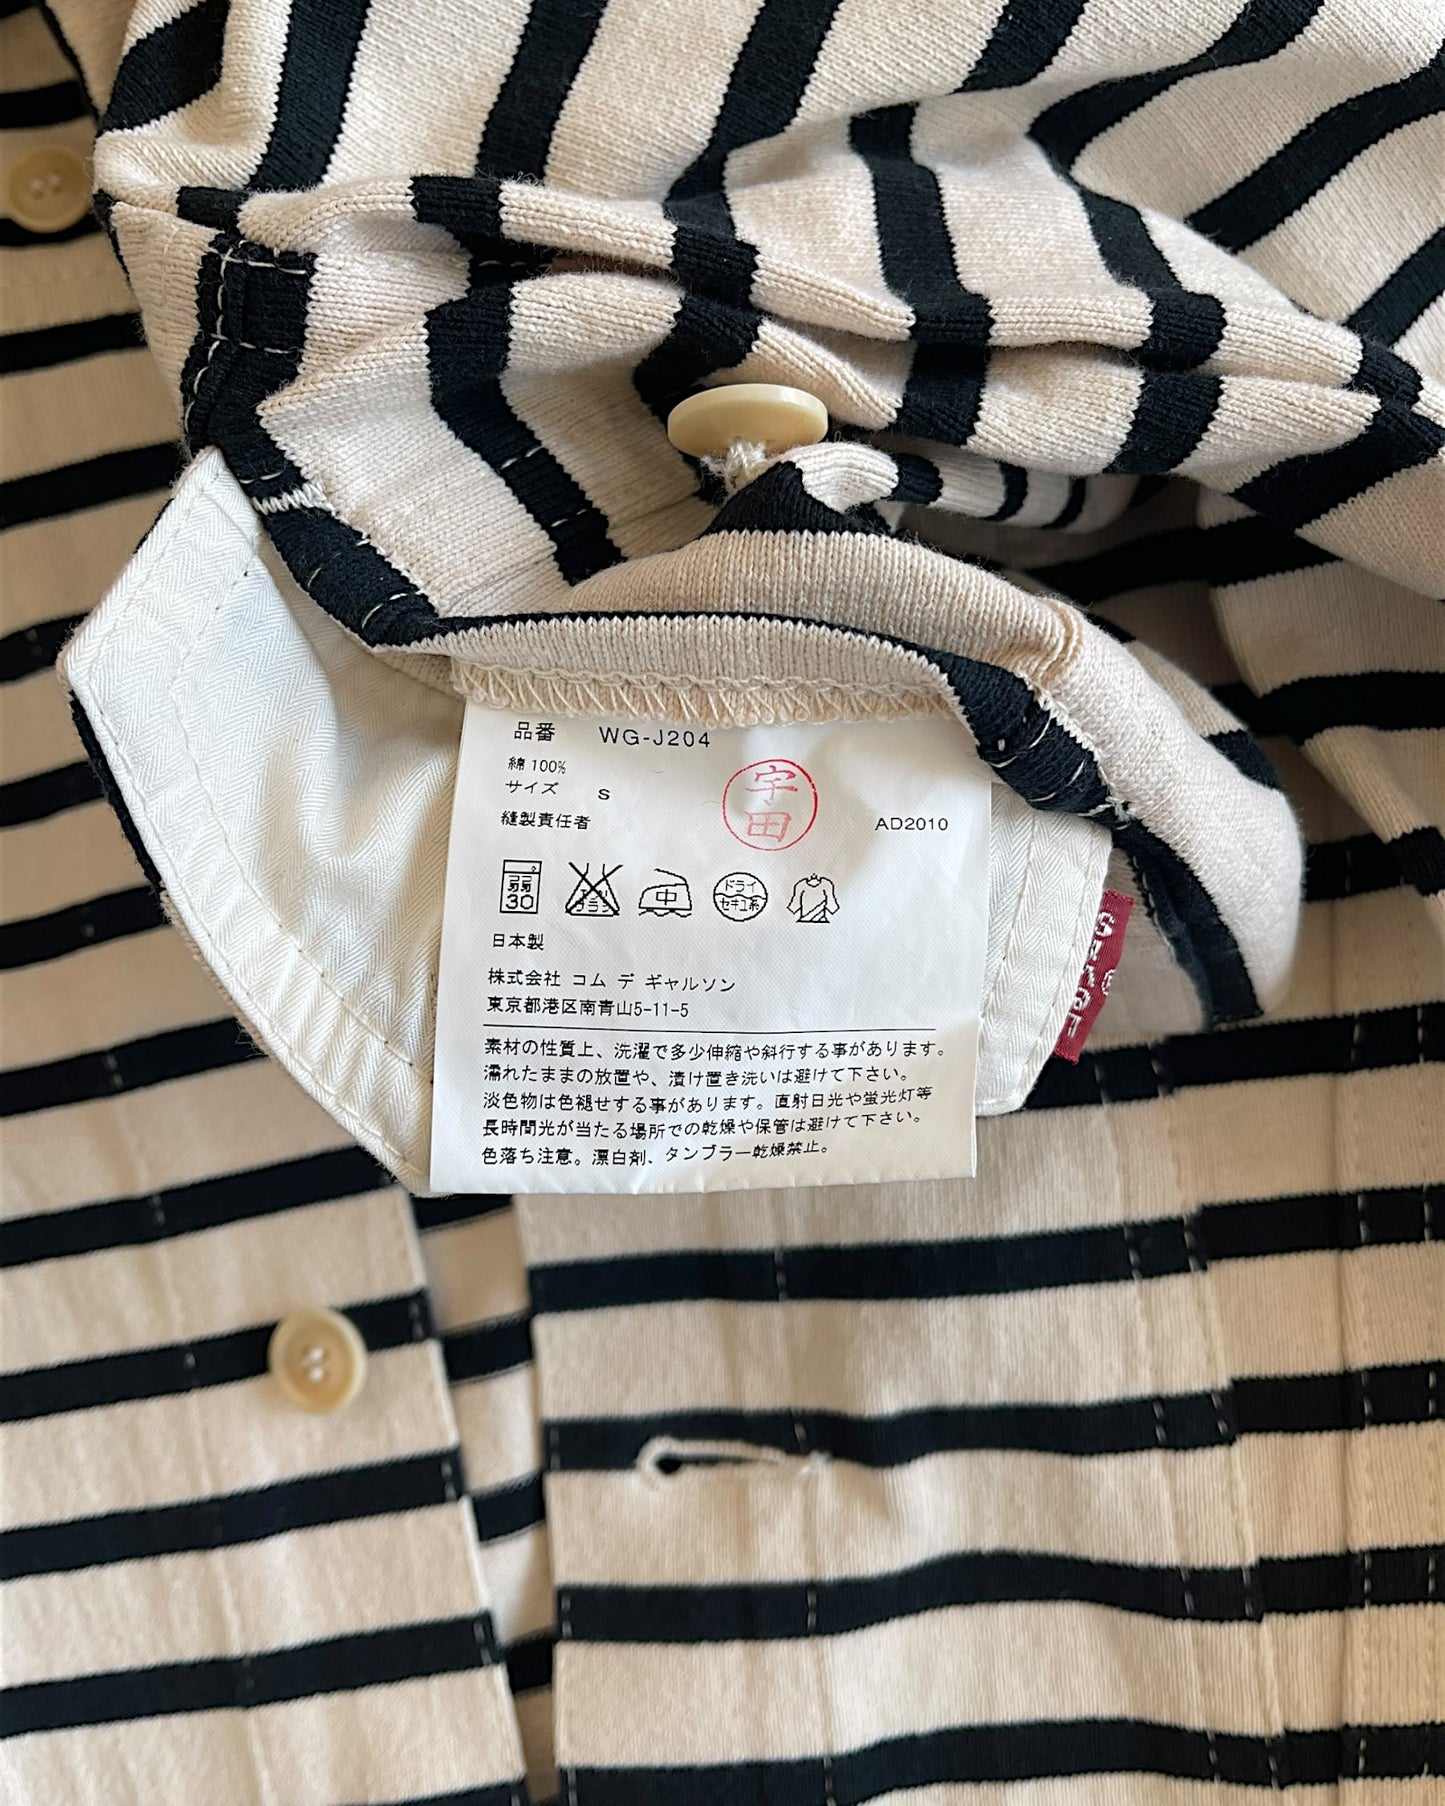 品番 WG-J204
綿 100%
サイズ S
縫製責任者 宇田 AD2010
弱 30 中 ドライ セキユ系
日本製
株式会社 コム デ ギャルソン
東京都港区南青山5-11-5
素材の性質上、洗濯で多少伸縮や斜行する事があります。
濡れたままの放置や、漬け置き洗いは避けて下さい。
淡色物は色褪せする事があります。直射日光や蛍光灯等
長時間光が当たる場所での乾燥や保管は避けて下さい。
色落ち注意。漂白剤、タンブラー乾燥禁止。